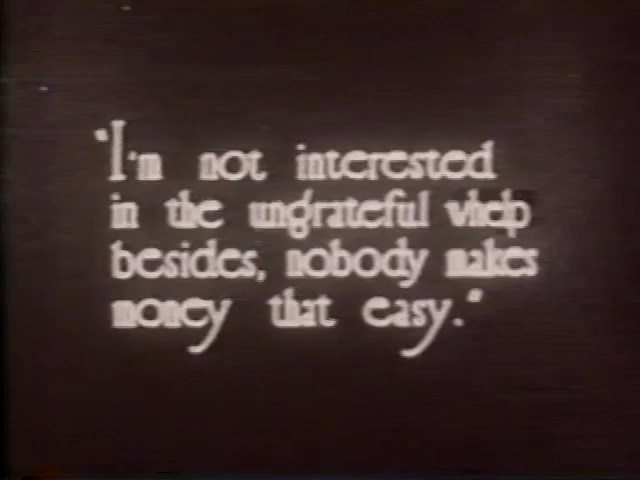 "I'm not interested
in the ungrateful whelp
besides, nobody makes
money that easy."